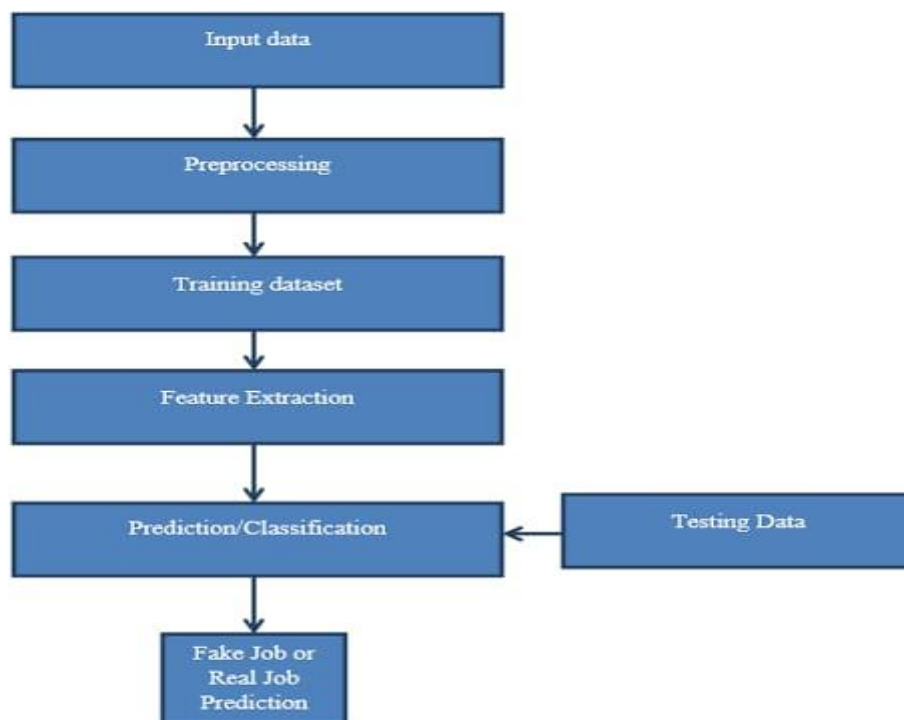 Input data
Preprocessing
Training dataset
Feature Extraction
Prediction/Classification
Testing Data
Fake Job or
Real Job
Prediction